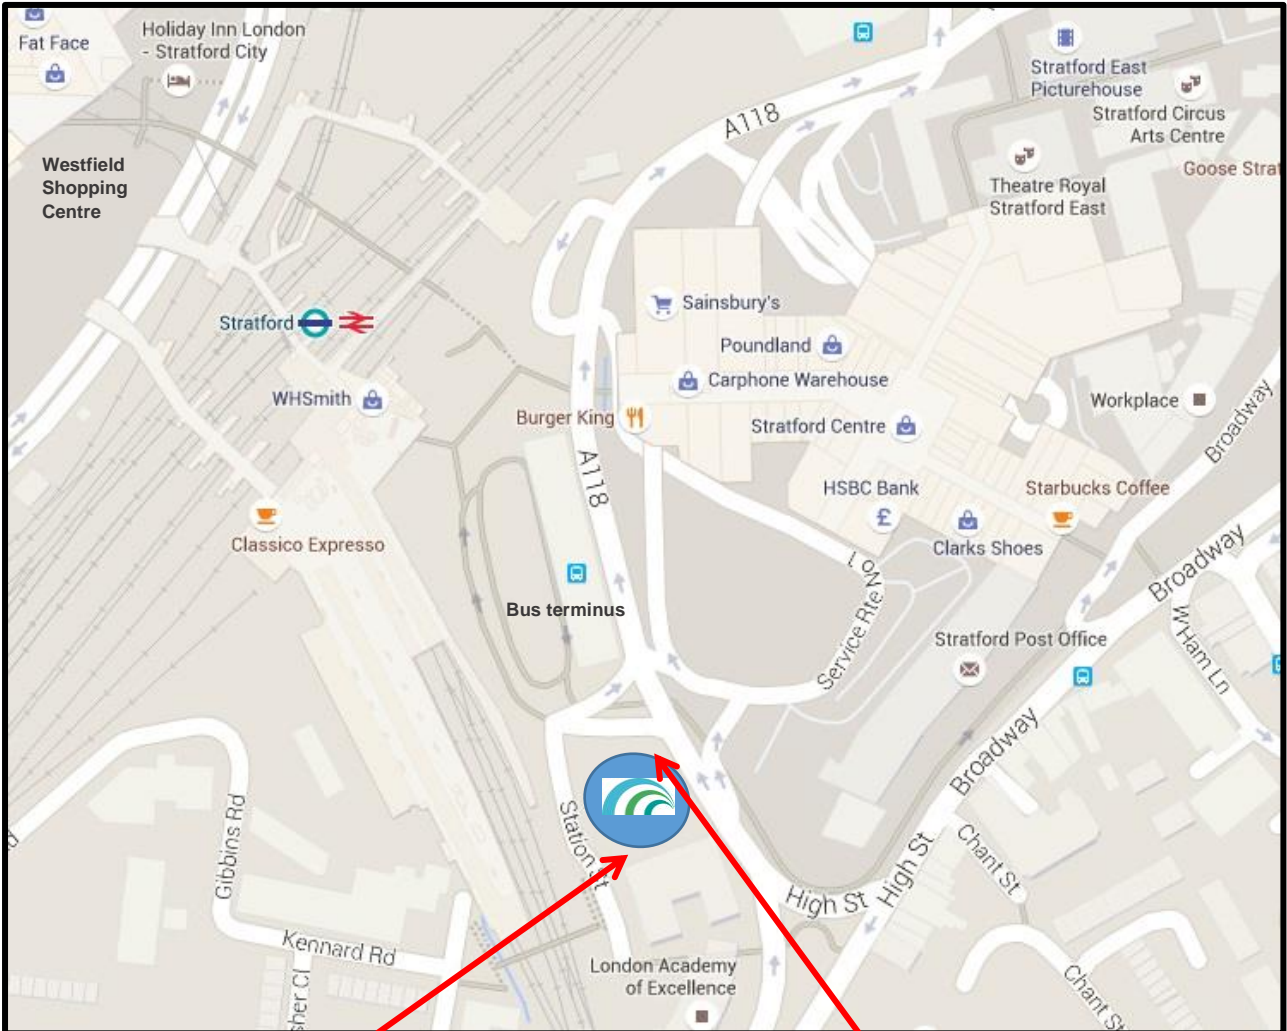 Fat Face
Holiday Inn London
- Stratford City
Westfield
Shopping
Centre
A118
Stratford East
Picturehouse
Stratford Circus
Arts Centre
Goose Strat
Theatre Royal
Stratford East
Sainsbury's
Stratford
Poundland
Carphone Warehouse
WHSmith
Workplace
Burger King
Stratford Centre
Broadway
A118
HSBC Bank
£
Starbucks Coffee
Clarks Shoes
Classico Expresso
Broadway
Service Rte No 1
Bus terminus
Stratford Post Office
W Ham Ln
Broadway
Station St
Gibbins Rd
Chant St
High St
High St
Kennard Rd
London Academy
of Excellence
Chant St
sher Cl